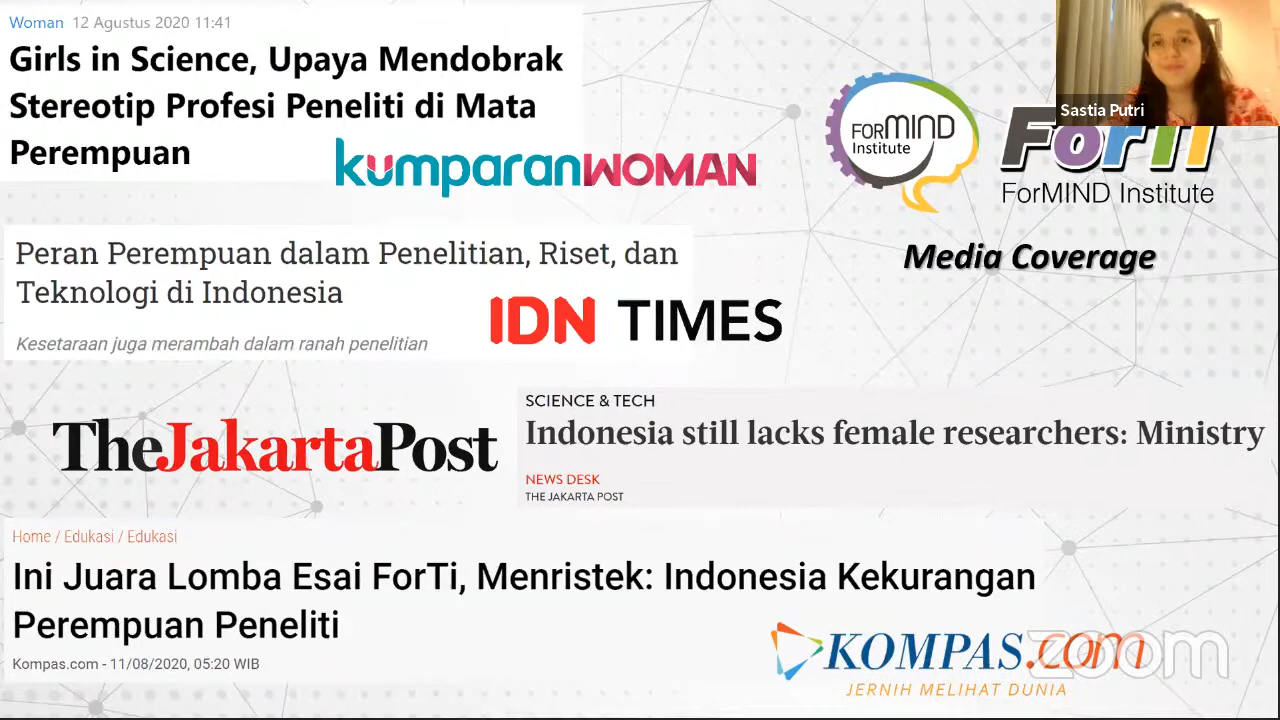 Woman 12 Agustus 2020 11:41
Girls in Science, Upaya Mendobrak
Stereotip Profesi Peneliti di Mata
Perempuan
kumparanWOMAN
FORMIND
Institute
Sastia Putri
ForTI
ForMIND Institute
Media Coverage
Peran Perempuan dalam Penelitian, Riset, dan
Teknologi di Indonesia
Kesetaraan juga merambah dalam ranah penelitian
IDN TIMES
TheJakartaPost
SCIENCE & TECH
Indonesia still lacks female researchers: Ministry
NEWS DESK
THE JAKARTA POST
Home / Edukasi / Edukasi
Ini Juara Lomba Esai ForTi, Menristek: Indonesia Kekurangan
Perempuan Peneliti
Kompas.com - 11/08/2020, 05:20 WIB
KOMPAS.com
JERNIH MELIHAT DUNIA
zoom